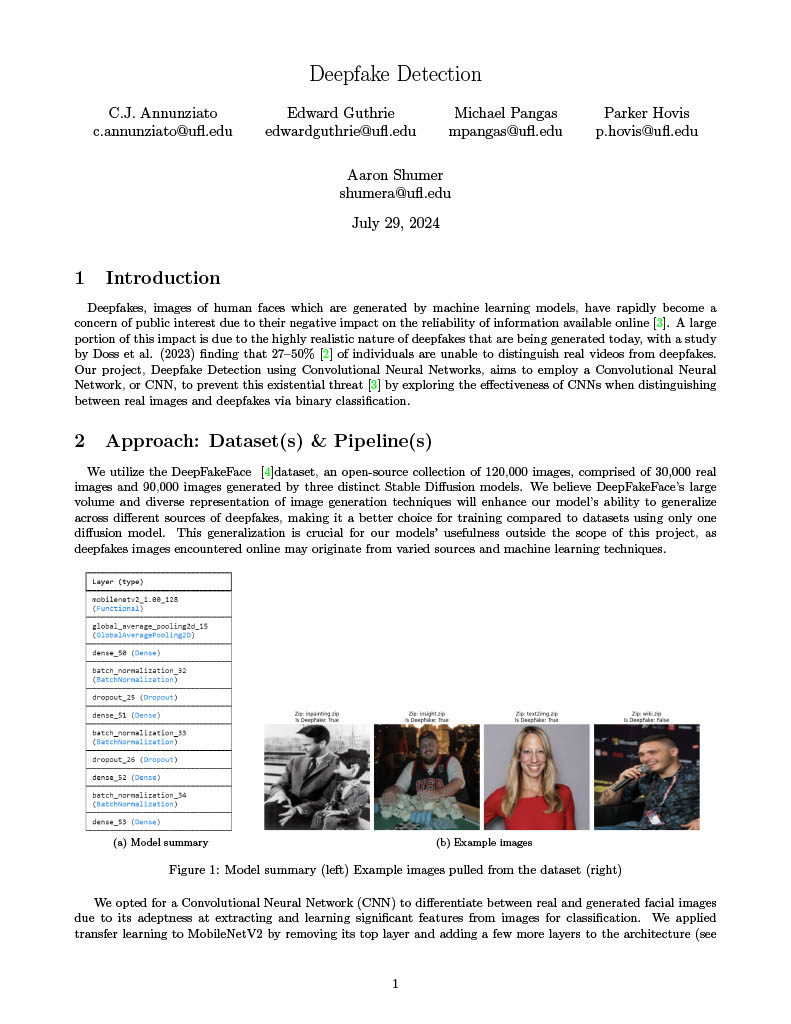 Deepfake Detection
C.J. Annunziato
c.annunziato@ufl.edu
Edward Guthrie
edwardguthrie@ufl.edu
Michael Pangas
mpangas@ufl.edu
Parker Hovis
p.hovis@ufl.edu
Aaron Shumer
shumera@ufl.edu
July 29, 2024
1 Introduction
Deepfakes, images of human faces which are generated by machine learning models, have rapidly become a
concern of public interest due to their negative impact on the reliability of information available online [3]. A large
portion of this impact is due to the highly realistic nature of deepfakes that are being generated today, with a study
by Doss et al. (2023) finding that 27–50% [2] of individuals are unable to distinguish real videos from deepfakes.
Our project, Deepfake Detection using Convolutional Neural Networks, aims to employ a Convolutional Neural
Network, or CNN, to prevent this existential threat [3] by exploring the effectiveness of CNNs when distinguishing
between real images and deepfakes via binary classification.
2 Approach: Dataset(s) & Pipeline(s)
We utilize the DeepFakeFace [4]dataset, an open-source collection of 120,000 images, comprised of 30,000 real
images and 90,000 images generated by three distinct Stable Diffusion models. We believe DeepFakeFace's large
volume and diverse representation of image generation techniques will enhance our model's ability to generalize
across different sources of deepfakes, making it a better choice for training compared to datasets using only one
diffusion model. This generalization is crucial for our models' usefulness outside the scope of this project, as
deepfakes images encountered online may originate from varied sources and machine learning techniques.
Layer (type)
mobilenetv2_1.00_128
(Functional)
global_average_pooling2d_15
(GlobalAveragePooling2D)
dense_50 (Dense)
batch_normalization_32
(BatchNormalization)
dropout_25 (Dropout)
dense_51 (Dense)
batch_normalization_33
(BatchNormalization)
dropout_26 (Dropout)
dense_52 (Dense)
batch_normalization_34
(BatchNormalization)
dense_53 (Dense)
(a) Model summary
Zip: inpainting.zip
Is DeepFake: True
Zip: insight.zip
Is DeepFake: True
Zip: text2img.zip
Is DeepFake: True
Zip: wiki.zip
Is DeepFake: False
Microsoft
(b) Example images
Figure 1: Model summary (left) Example images pulled from the dataset (right)
We opted for a Convolutional Neural Network (CNN) to differentiate between real and generated facial images
due to its adeptness at extracting and learning significant features from images for classification. We applied
transfer learning to MobileNetV2 by removing its top layer and adding a few more layers to the architecture (see
1